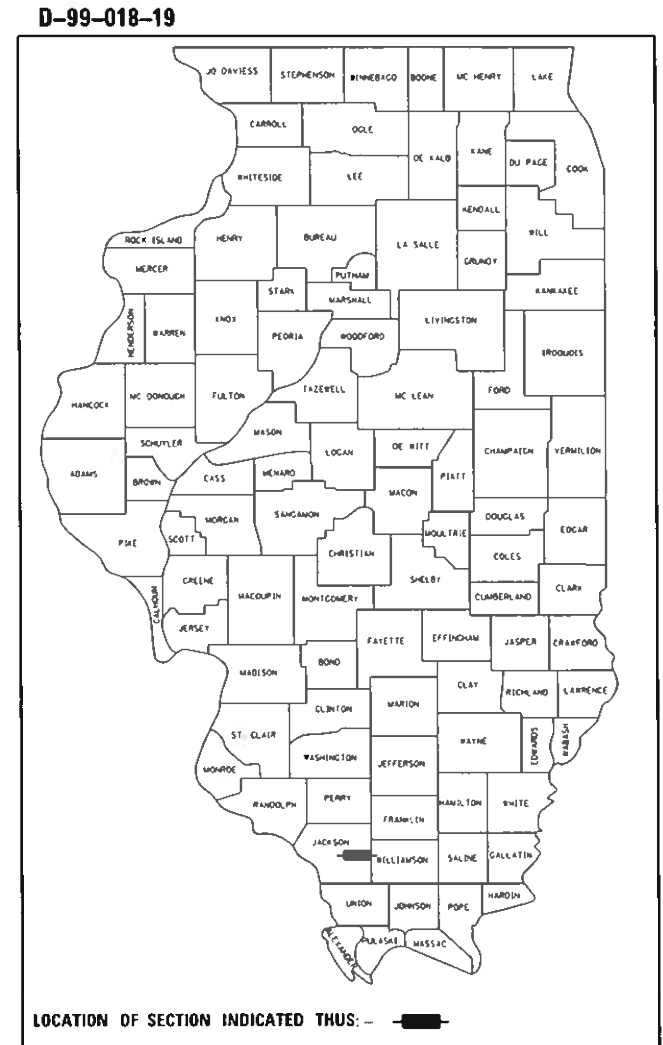 D-99-018-19
JO DAVIESS STEPHENSON WINNEBAGO BOONE MC HENRY LAKE
CARROLL OGLE DE KALB KANE DU PAGE COOK
WHITESIDE LEE
KENDALL
ROCK ISLAND HENRY BUREAU LA SALLE WILL
MERCER PUTNAM GRUNDY
STARK MARSHALL KANKAKEE
HENDERSON WARREN KNOX PEORIA WOODFORD LIVINGSTON
IROQUOIS
HANCOCK MC DONOUGH FULTON TAZEWELL MC LEAN FORD
MASON
SCHUYLER LOGAN DE WITT CHAMPAIGN VERMILION
ADAMS BROWN CASS MENARD PIATT
MACON
MORGAN SANGAMON DOUGLAS EDGAR
PIKE SCOTT CHRISTIAN MOULTRIE
COLES
CALHOUN GREENE MACOUPIN MONTGOMERY SHELBY CUMBERLAND CLARK
JERSEY FAYETTE EFFINGHAM JASPER CRAWFORD
MADISON BOND
CLAY RICHLAND LAWRENCE
CLINTON MARION
ST. CLAIR WAYNE EDWARDS WABASH
MONROE WASHINGTON JEFFERSON
RANDOLPH PERRY HAMILTON WHITE
FRANKLIN
JACKSON WILLIAMSON SALINE GALLATIN
UNION JOHNSON POPE HARDIN
ALEXANDER PULASKI MASSAC
LOCATION OF SECTION INDICATED THUS: –